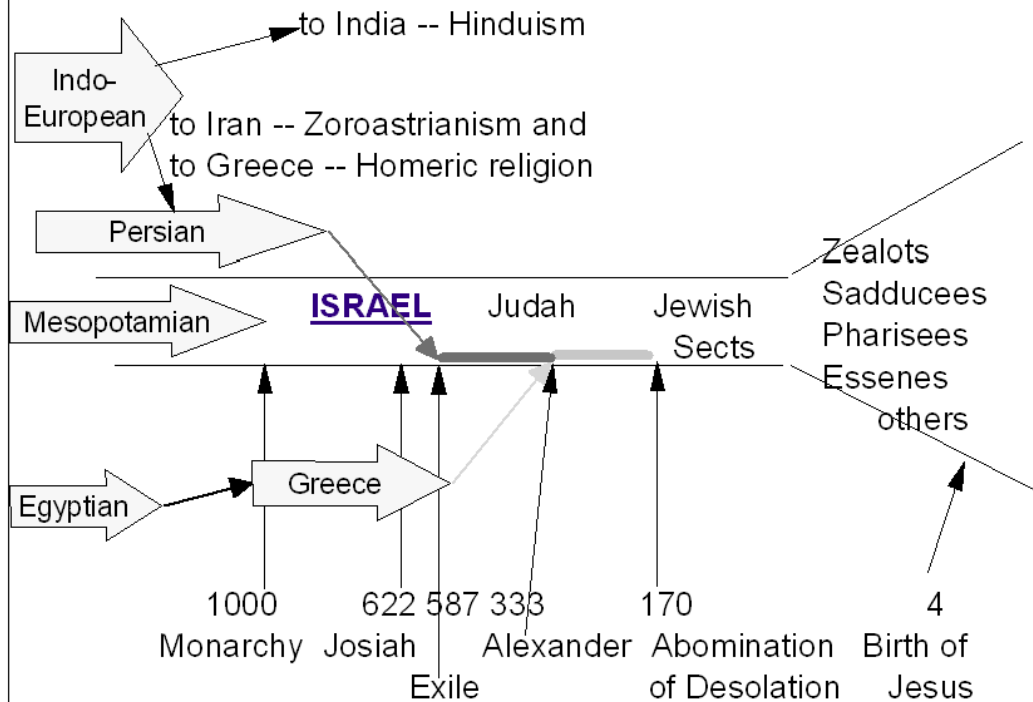 to India -- Hinduism
Indo-
European
to Iran -- Zoroastrianism and
to Greece -- Homeric religion
Persian
Zealots
Sadducees
Pharisees
Essenes
others
Mesopotamian
ISRAEL
Judah
Jewish
Sects
Egyptian
Greece
1000
Monarchy
622
Josiah
587
Exile
333
Alexander
170
Abomination
of Desolation
4
Birth of
Jesus